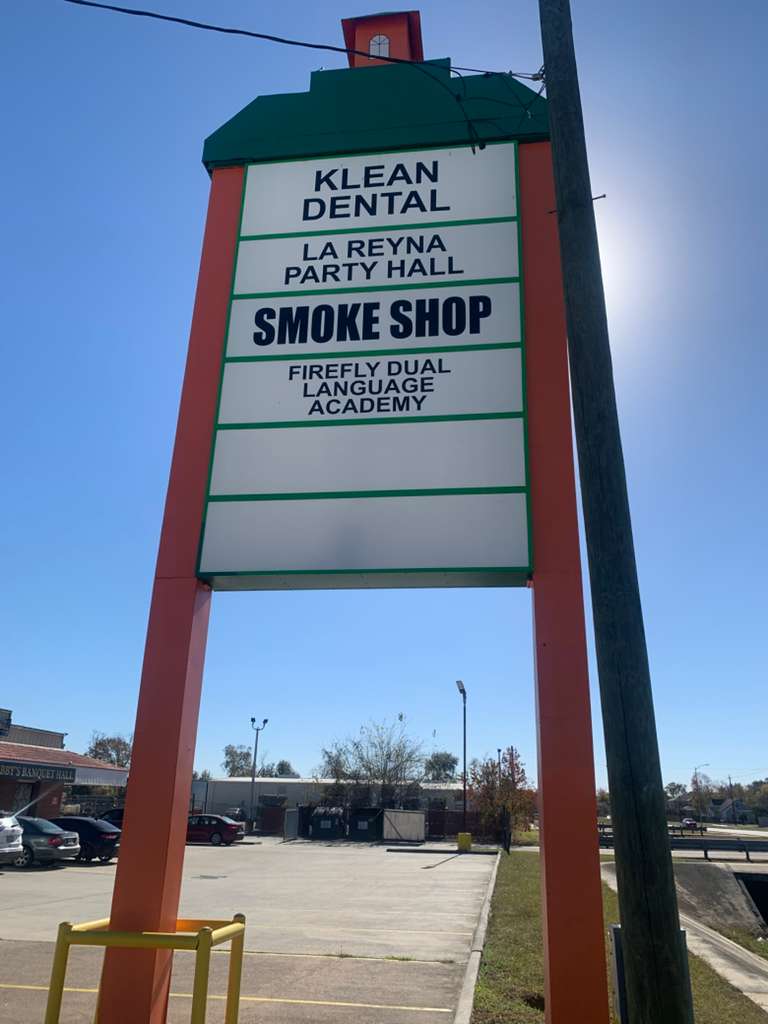 KLEAN
DENTAL
LA REYNA
PARTY HALL
SMOKE SHOP
FIREFLY DUAL
LANGUAGE
ACADEMY
BANQUET HALL